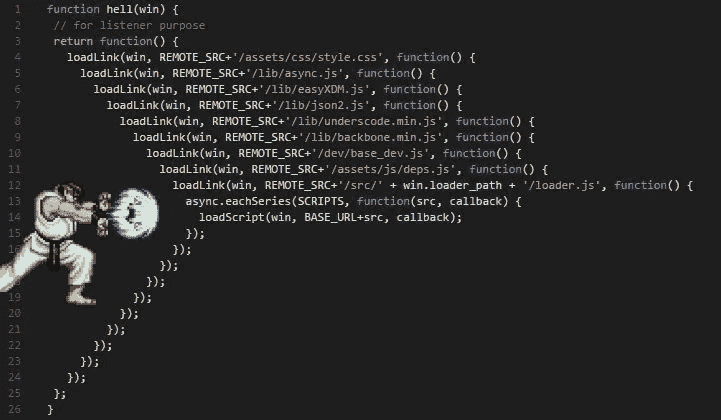 1 function hell(win) {
2 // for listener purpose
3 return function() {
4 loadLink(win, REMOTE_SRC+'/assets/css/style.css', function() {
5 loadLink(win, REMOTE_SRC+'/lib/async.js', function() {
6 loadLink(win, REMOTE_SRC+'/lib/easyXDM.js', function() {
7 loadLink(win, REMOTE_SRC+'/lib/json2.js', function() {
8 loadLink(win, REMOTE_SRC+'/lib/underscode.min.js', function() {
9 loadLink(win, REMOTE_SRC+'/lib/backbone.min.js', function() {
10 loadLink(win, REMOTE_SRC+'/dev/base_dev.js', function() {
11 loadLink(win, REMOTE_SRC+'/assets/js/deps.js', function() {
12 loadLink(win, REMOTE_SRC+'/src/' + win.loader_path + '/loader.js', function() {
13 async.eachSeries(SCRIPTS, function(src, callback) {
14 loadScript(win, BASE_URL+src, callback);
15 });
});
});
});
19 });
20 });
21 });
22 });
23 });
24 });
25 };
26 }